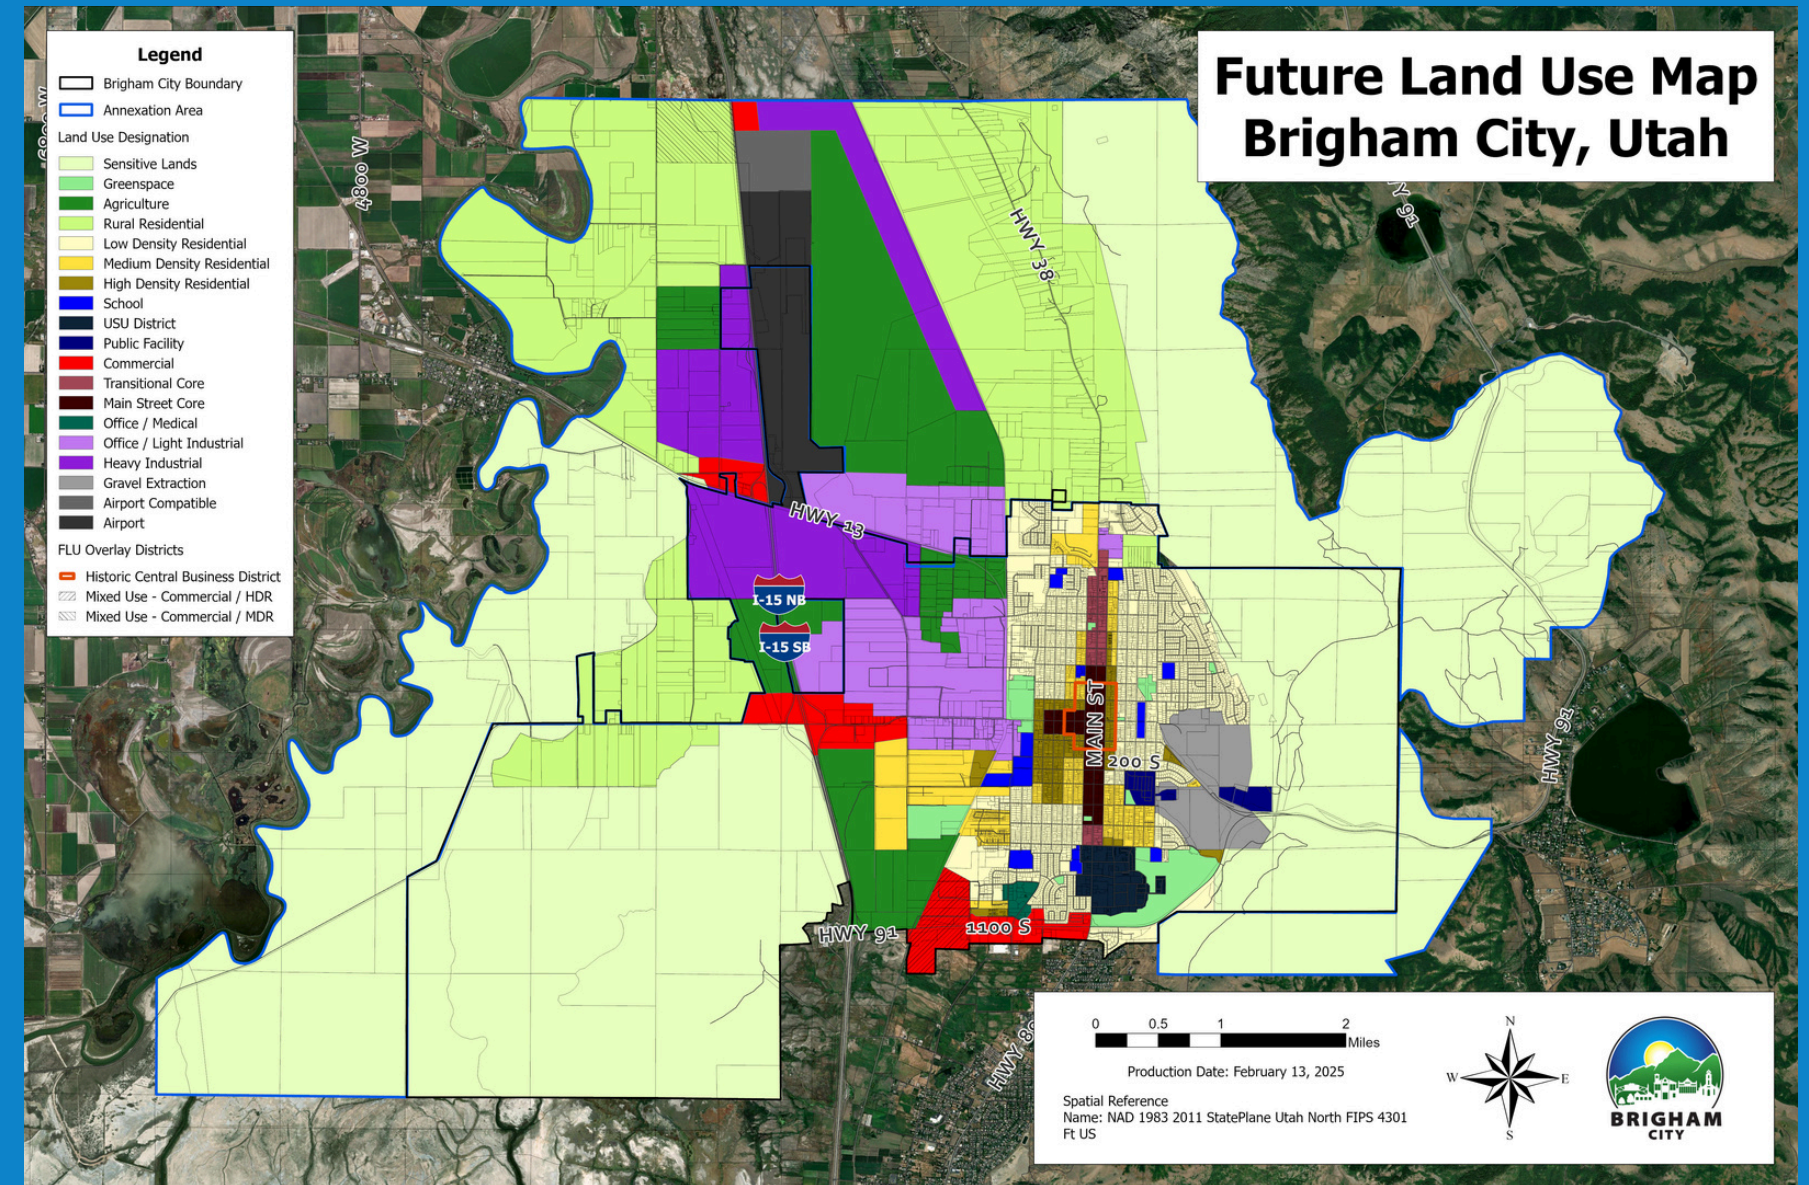 Future Land Use Map
Brigham City, Utah
Legend
Brigham City Boundary
Annexation Area
Land Use Designation
Sensitive Lands
Greenspace
Agriculture
Rural Residential
Low Density Residential
Medium Density Residential
High Density Residential
School
USU District
Public Facility
Commercial
Transitional Core
Main Street Core
Office / Medical
Office / Light Industrial
Heavy Industrial
Gravel Extraction
Airport Compatible
Airport
FLU Overlay Districts
Historic Central Business District
Mixed Use - Commercial / HDR
Mixed Use - Commercial / MDR
4800 W
HWY 38
HWY 13
I-15 NB
I-15 SB
MAIN ST
200 S
HWY 91
1100 S
HWY 91
0 0.5 1 2
Miles
Production Date: February 13, 2025
Spatial Reference
Name: NAD 1983 2011 StatePlane Utah North FIPS 4301
Ft US
N
W
E
S
BRIGHAM
CITY